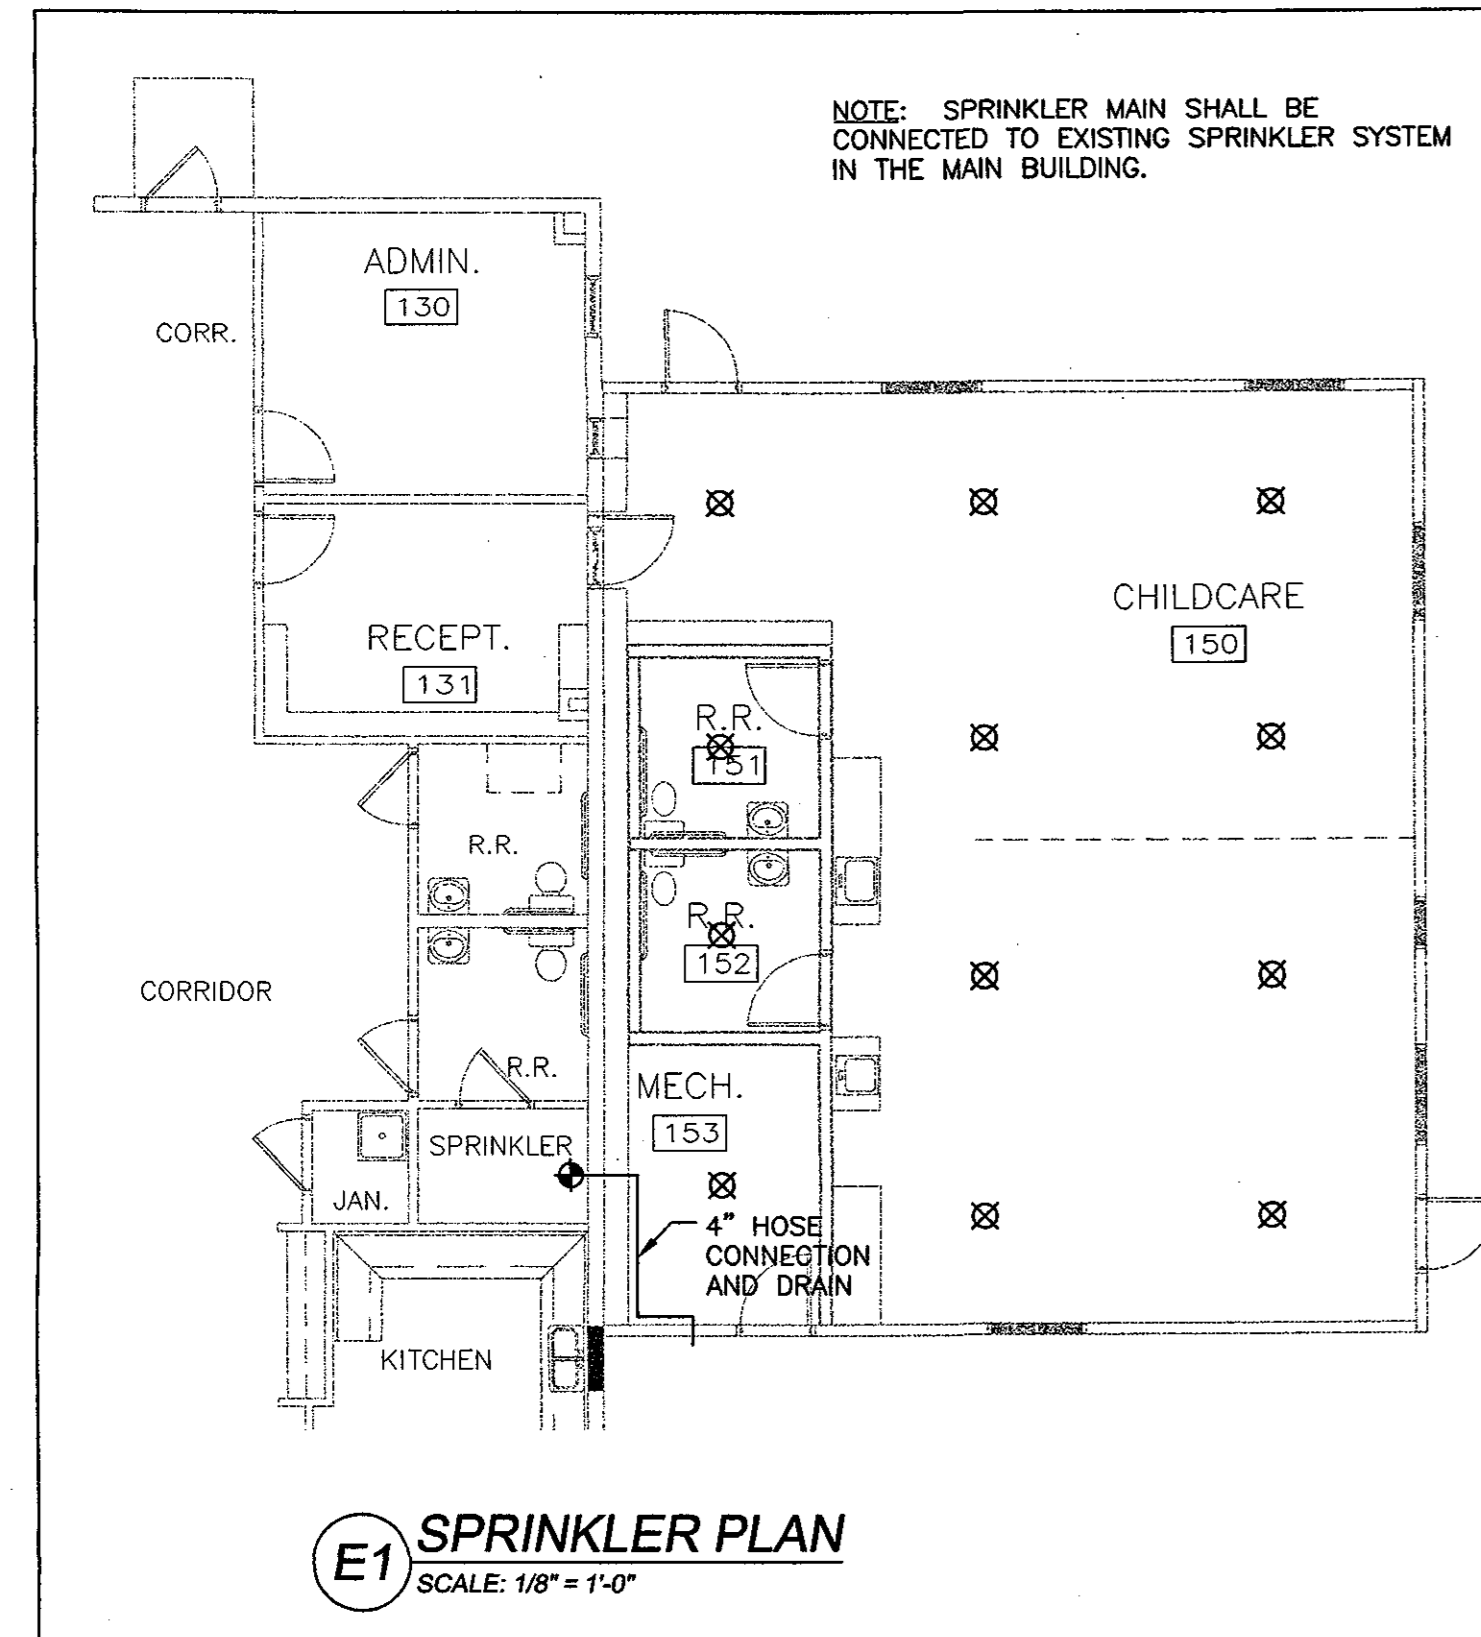 NOTE: SPRINKLER MAIN SHALL BE
CONNECTED TO EXISTING SPRINKLER SYSTEM
IN THE MAIN BUILDING.
ADMIN.
130
CORR.
CHILDCARE
150
RECEPT.
131
R.R.
151
R.R.
R.R.
152
CORRIDOR
R.R.
MECH.
153
SPRINKLER
JAN.
4" HOSE
CONNECTION
AND DRAIN
KITCHEN
E1
SPRINKLER PLAN
SCALE: 1/8" = 1'-0"